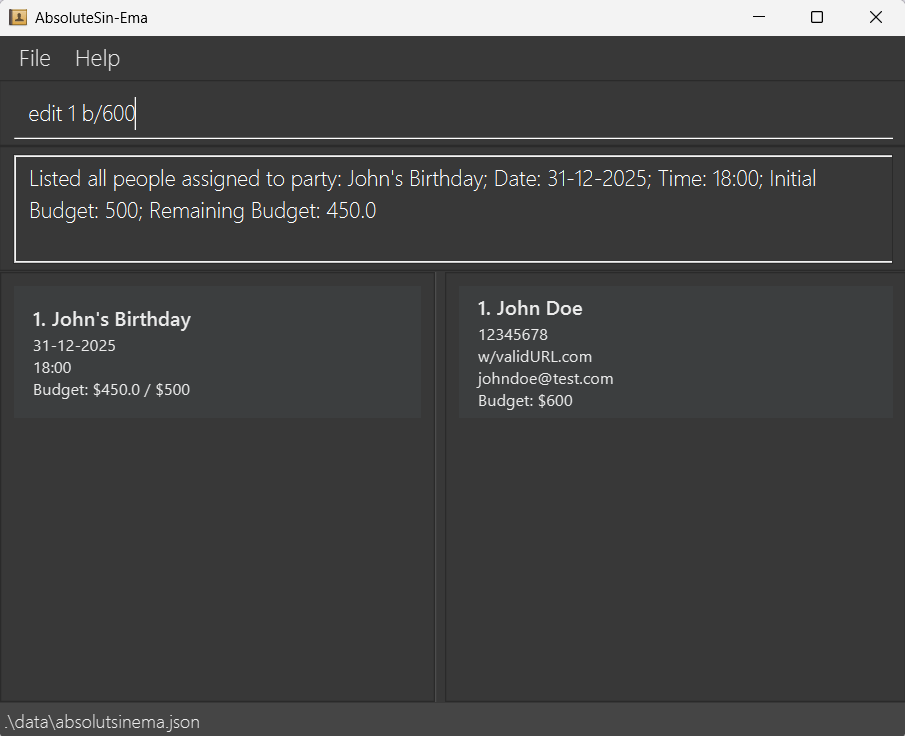 AbsoluteSin-Ema
File Help
edit 1 b/600
Listed all people assigned to party: John's Birthday; Date: 31-12-2025; Time: 18:00; Initial
Budget: 500; Remaining Budget: 450.0
1. John's Birthday
31-12-2025
18:00
Budget: $450.0 / $500
1. John Doe
12345678
w/validURL.com
johndoe@test.com
Budget: $600
.\data\absolutsinema.json